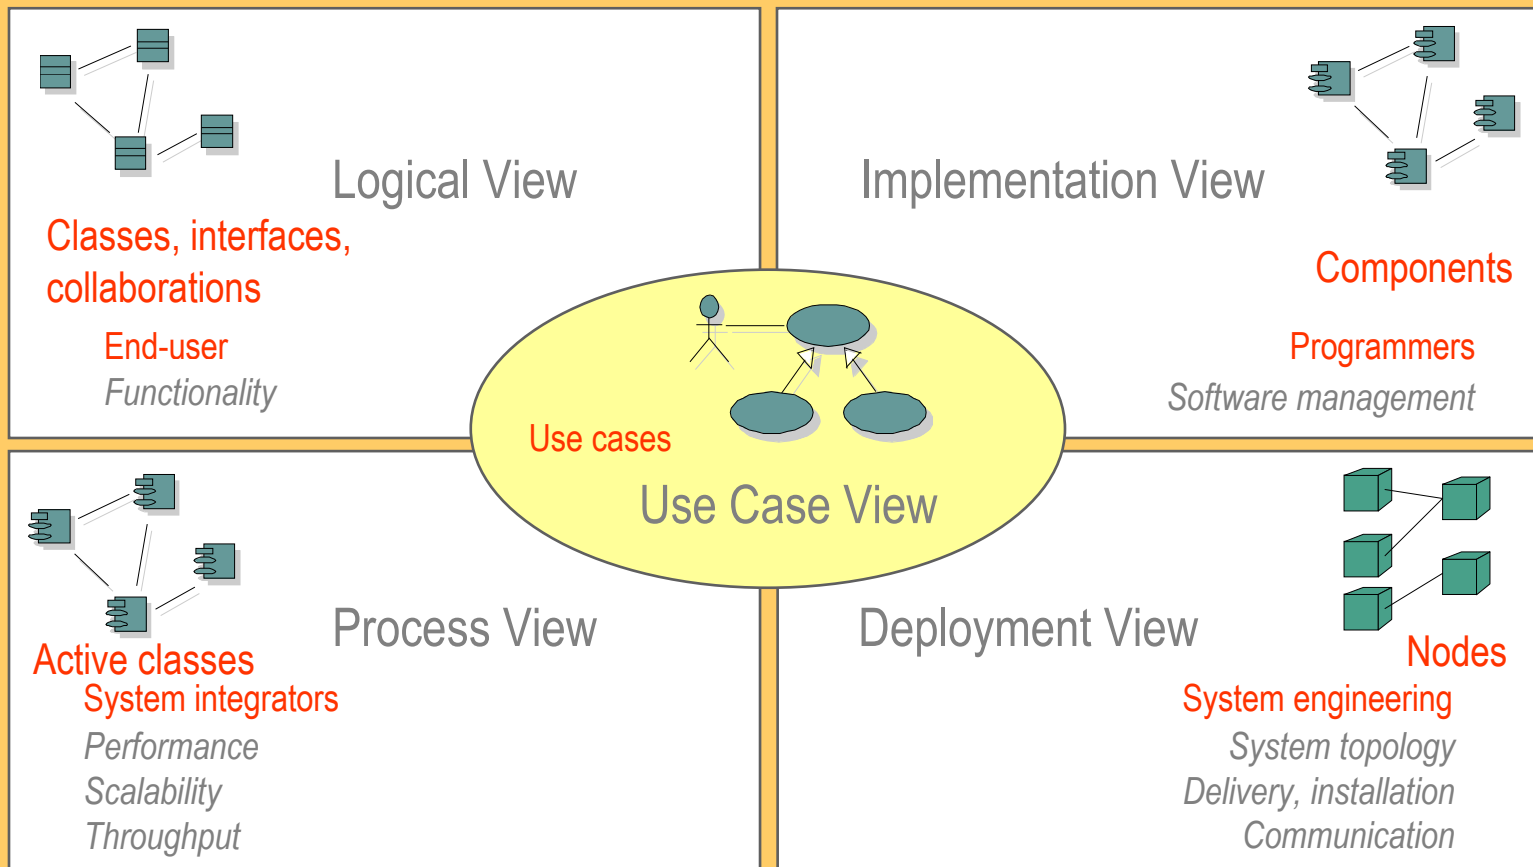 Logical View
Classes, interfaces,
collaborations
End-user
Functionality
Implementation View
Components
Programmers
Software management
Use cases
Use Case View
Process View
Active classes
System integrators
Performance
Scalability
Throughput
Deployment View
Nodes
System engineering
System topology
Delivery, installation
Communication